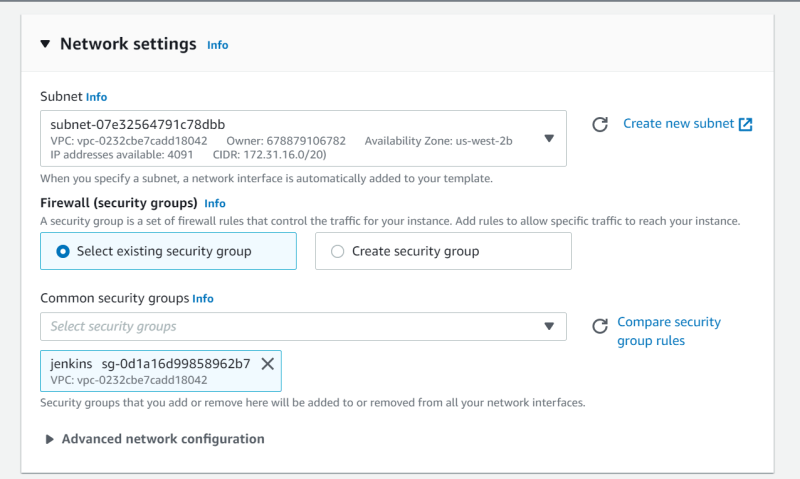 Network settings Info
Subnet Info
subnet-07e32564791c78dbb
VPC: vpc-0232cbe7cadd18042 Owner: 678879106782 Availability Zone: us-west-2b
IP addresses available: 4091 CIDR: 172.31.16.0/20)
Create new subnet
When you specify a subnet, a network interface is automatically added to your template.
Firewall (security groups) Info
A security group is a set of firewall rules that control the traffic for your instance. Add rules to allow specific traffic to reach your instance.
Select existing security group
Create security group
Common security groups Info
Select security groups
Compare security
group rules
jenkins sg-0d1a16d99858962b7
VPC: vpc-0232cbe7cadd18042
Security groups that you add or remove here will be added to or removed from all your network interfaces.
Advanced network configuration